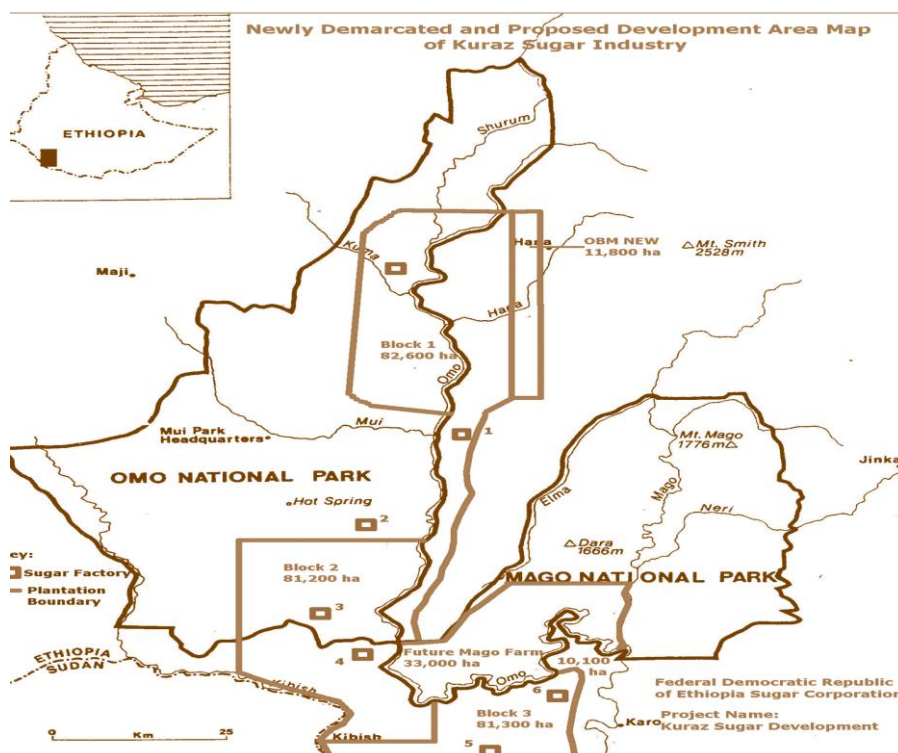 Newly Demarcated and Proposed Development Area Map
of Kuraz Sugar Industry
ETHIOPIA
Shurum
Kuma
Hana
OBM NEW
11,800 ha
Mt. Smith
2528m
Maji
Hana
Block 1
82,600 ha
Omo
Mui
Mui Park
Headquarters
1
Mt. Mago
1776m
Jinka
OMO NATIONAL PARK
Hot Spring
Elma
Mago
Neri
2
Dara
1666m
ey:
Sugar Factory
Plantation
Boundary
Block 2
81,200 ha
MAGO NATIONAL PARK
3
4
ETHIOPIA
SUDAN
Future Mago Farm
33,000 ha
10,100
ha
Omo
Kibish
6
Federal Democratic Republic
of Ethiopia Sugar Corporation
Block 3
81,300 ha
Project Name:
Kuraz Sugar Development
Karo
0 Km 25
Kibish
5